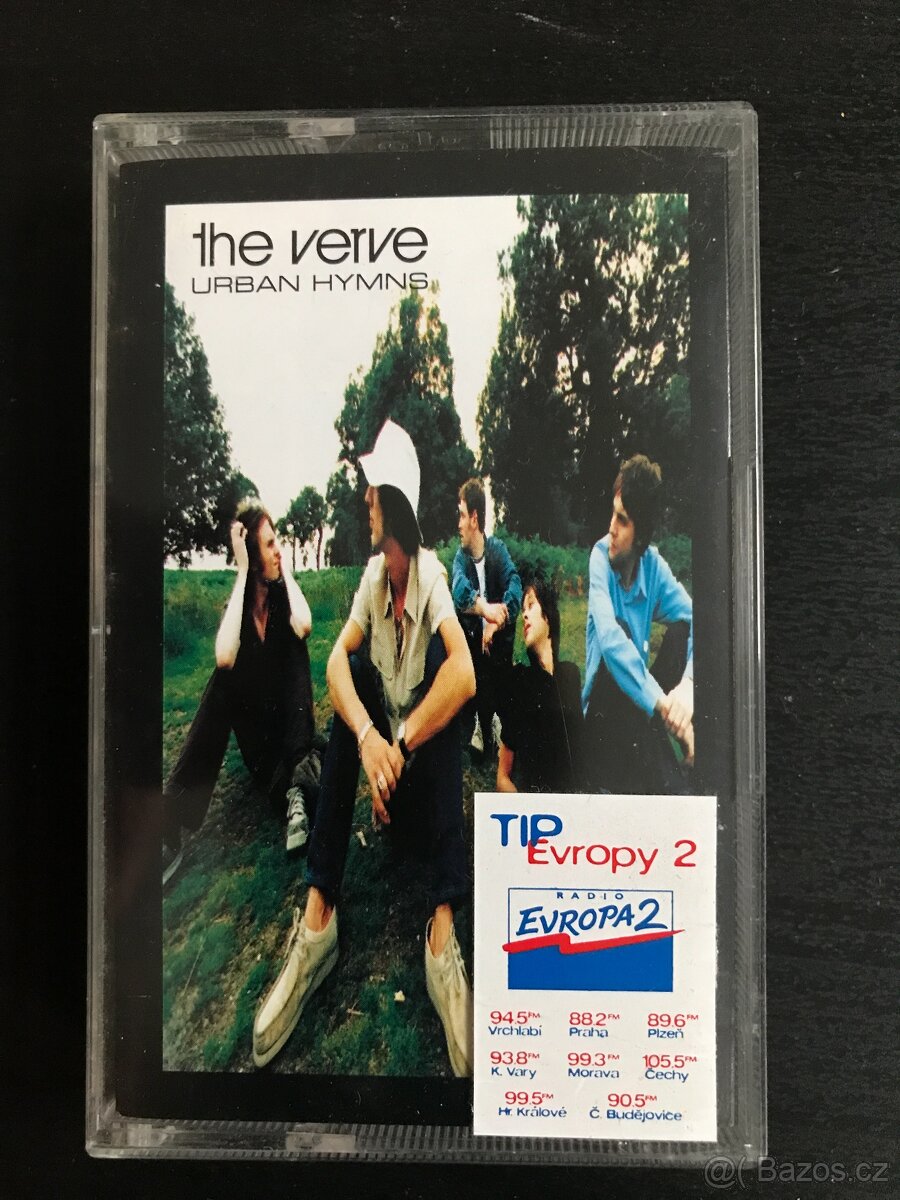 the verve
URBAN HYMNS
TIP
Evropy 2
RADIO
EVROPA 2
94.5FM 88.2FM 89.6FM
Vrchlabí Praha Plzeň
93.8FM 99.3FM 105.5FM
K. Vary Morava Čechy
99.5FM 90.5FM
Hr. Králové Č. Budějovice
@( Bazoš.cz